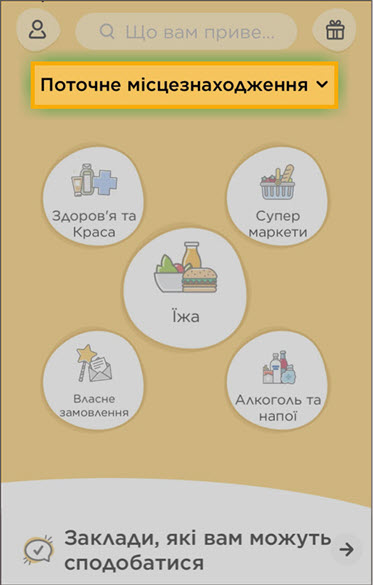 Що вам приве...
Поточне місцезнаходження
Здоров'я та
Краса
Супер
маркети
Їжа
Власне
замовлення
Алкоголь та
напої
Заклади, які вам можуть
сподобатися